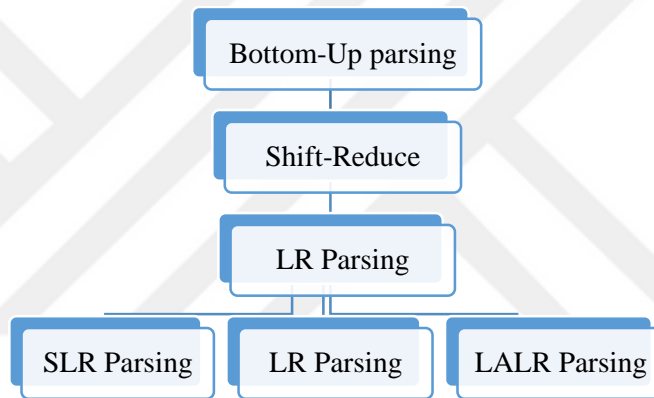 Bottom-Up parsing
Shift-Reduce
LR Parsing
SLR Parsing
LR Parsing
LALR Parsing